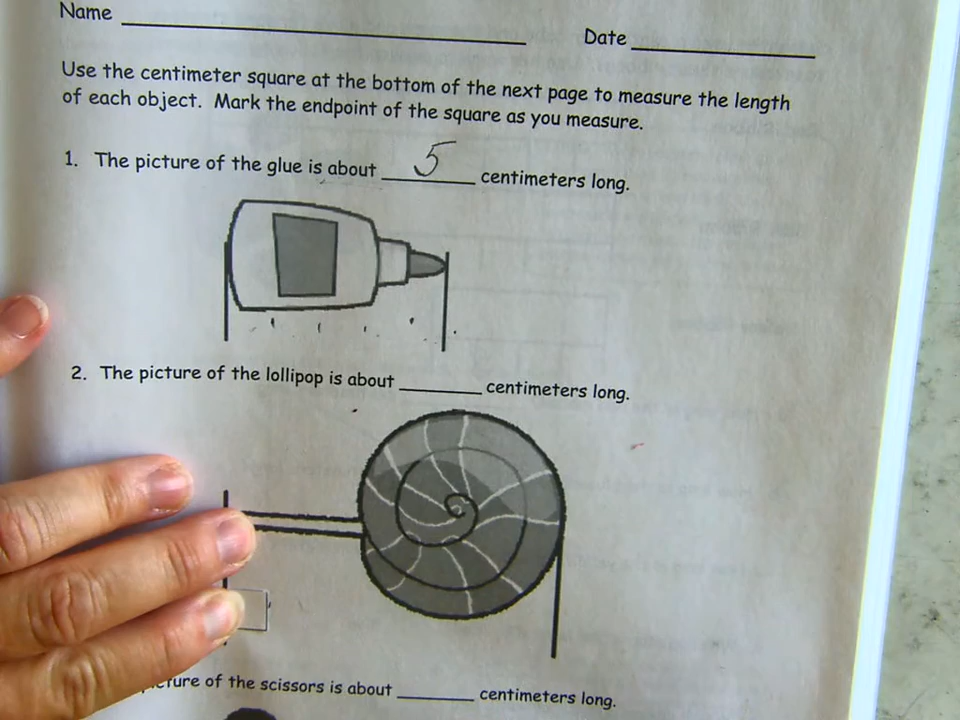 Name
Date
Use the centimeter square at the bottom of the next page to measure the length
of each object. Mark the endpoint of the square as you measure.
1. The picture of the glue is about 5 centimeters long.
2. The picture of the lollipop is about ________ centimeters long.
of the scissors is about ________ centimeters long.